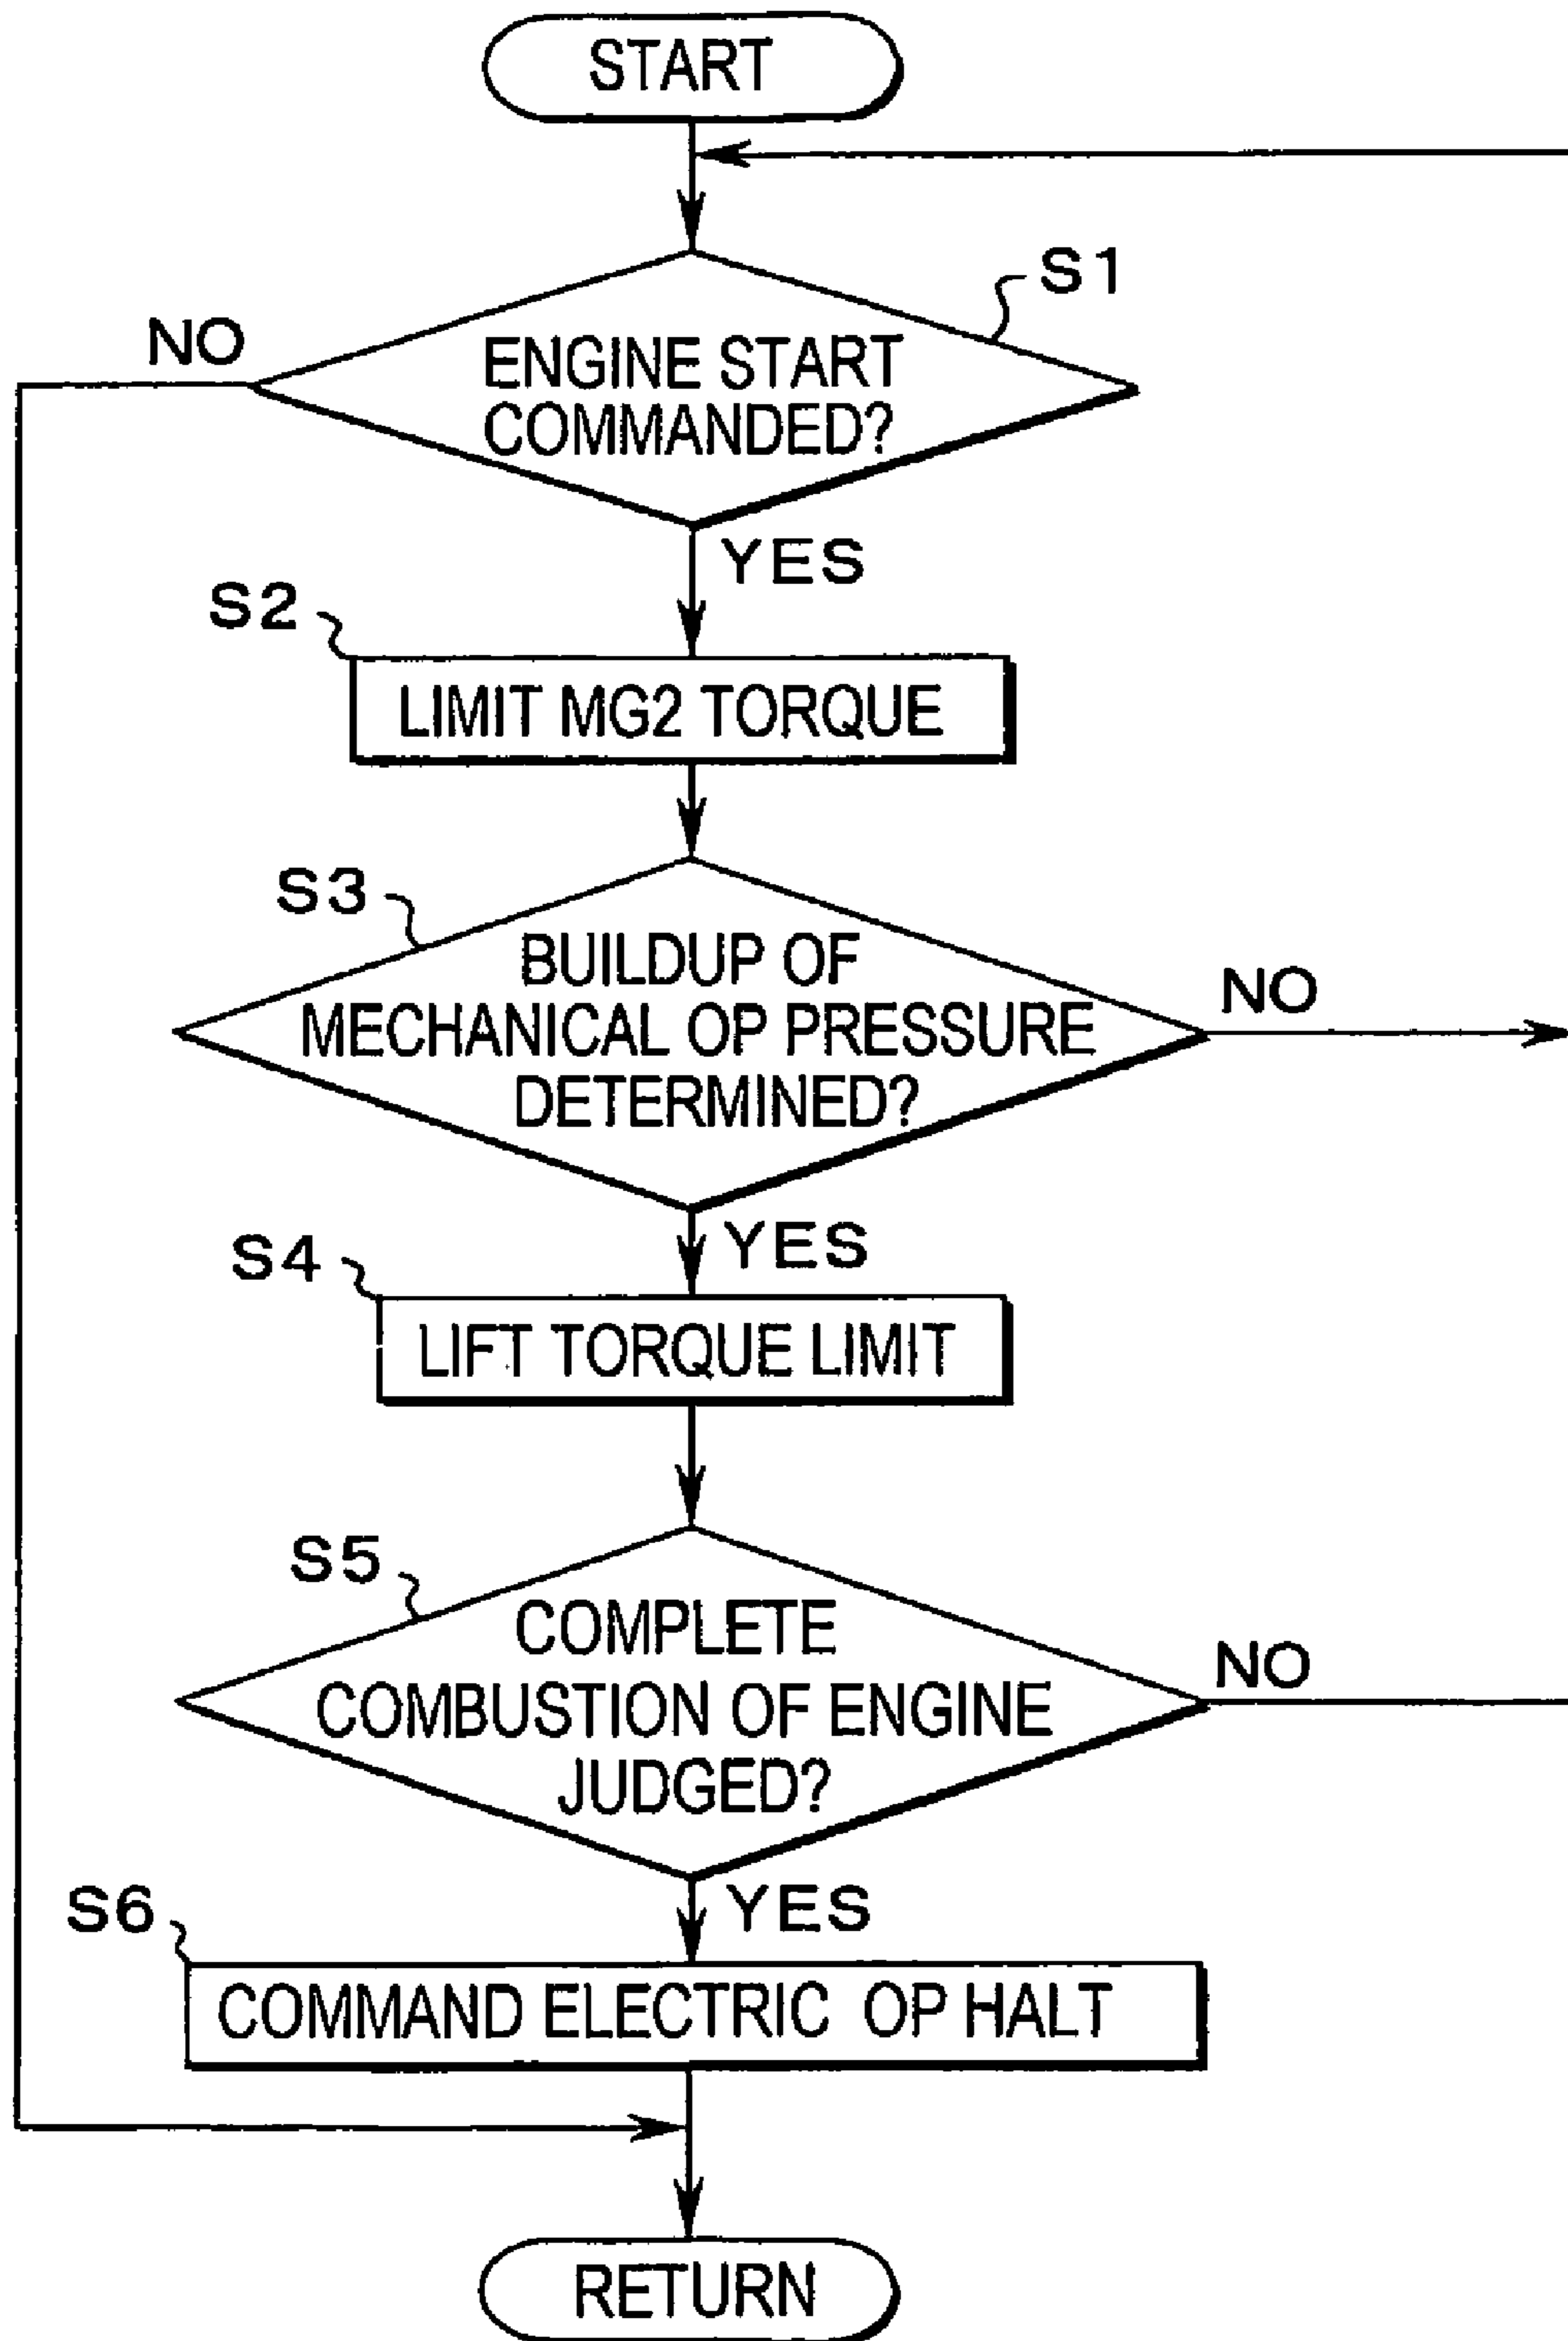 START
S1
NO
ENGINE START
COMMANDED?
YES
S2
LIMIT MG2 TORQUE
S3
BUILDUP OF
MECHANICAL OP PRESSURE
DETERMINED?
NO
YES
S4
LIFT TORQUE LIMIT
S5
COMPLETE
COMBUSTION OF ENGINE
JUDGED?
NO
YES
S6
COMMAND ELECTRIC OP HALT
RETURN